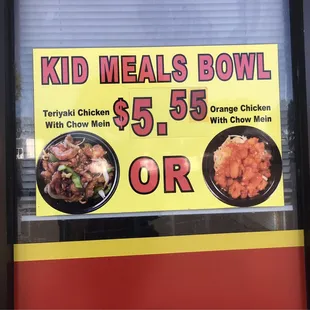 KID MEALS BOWL
Teriyaki Chicken
With Chow Mein
$5.55
Orange Chicken
With Chow Mein
OR